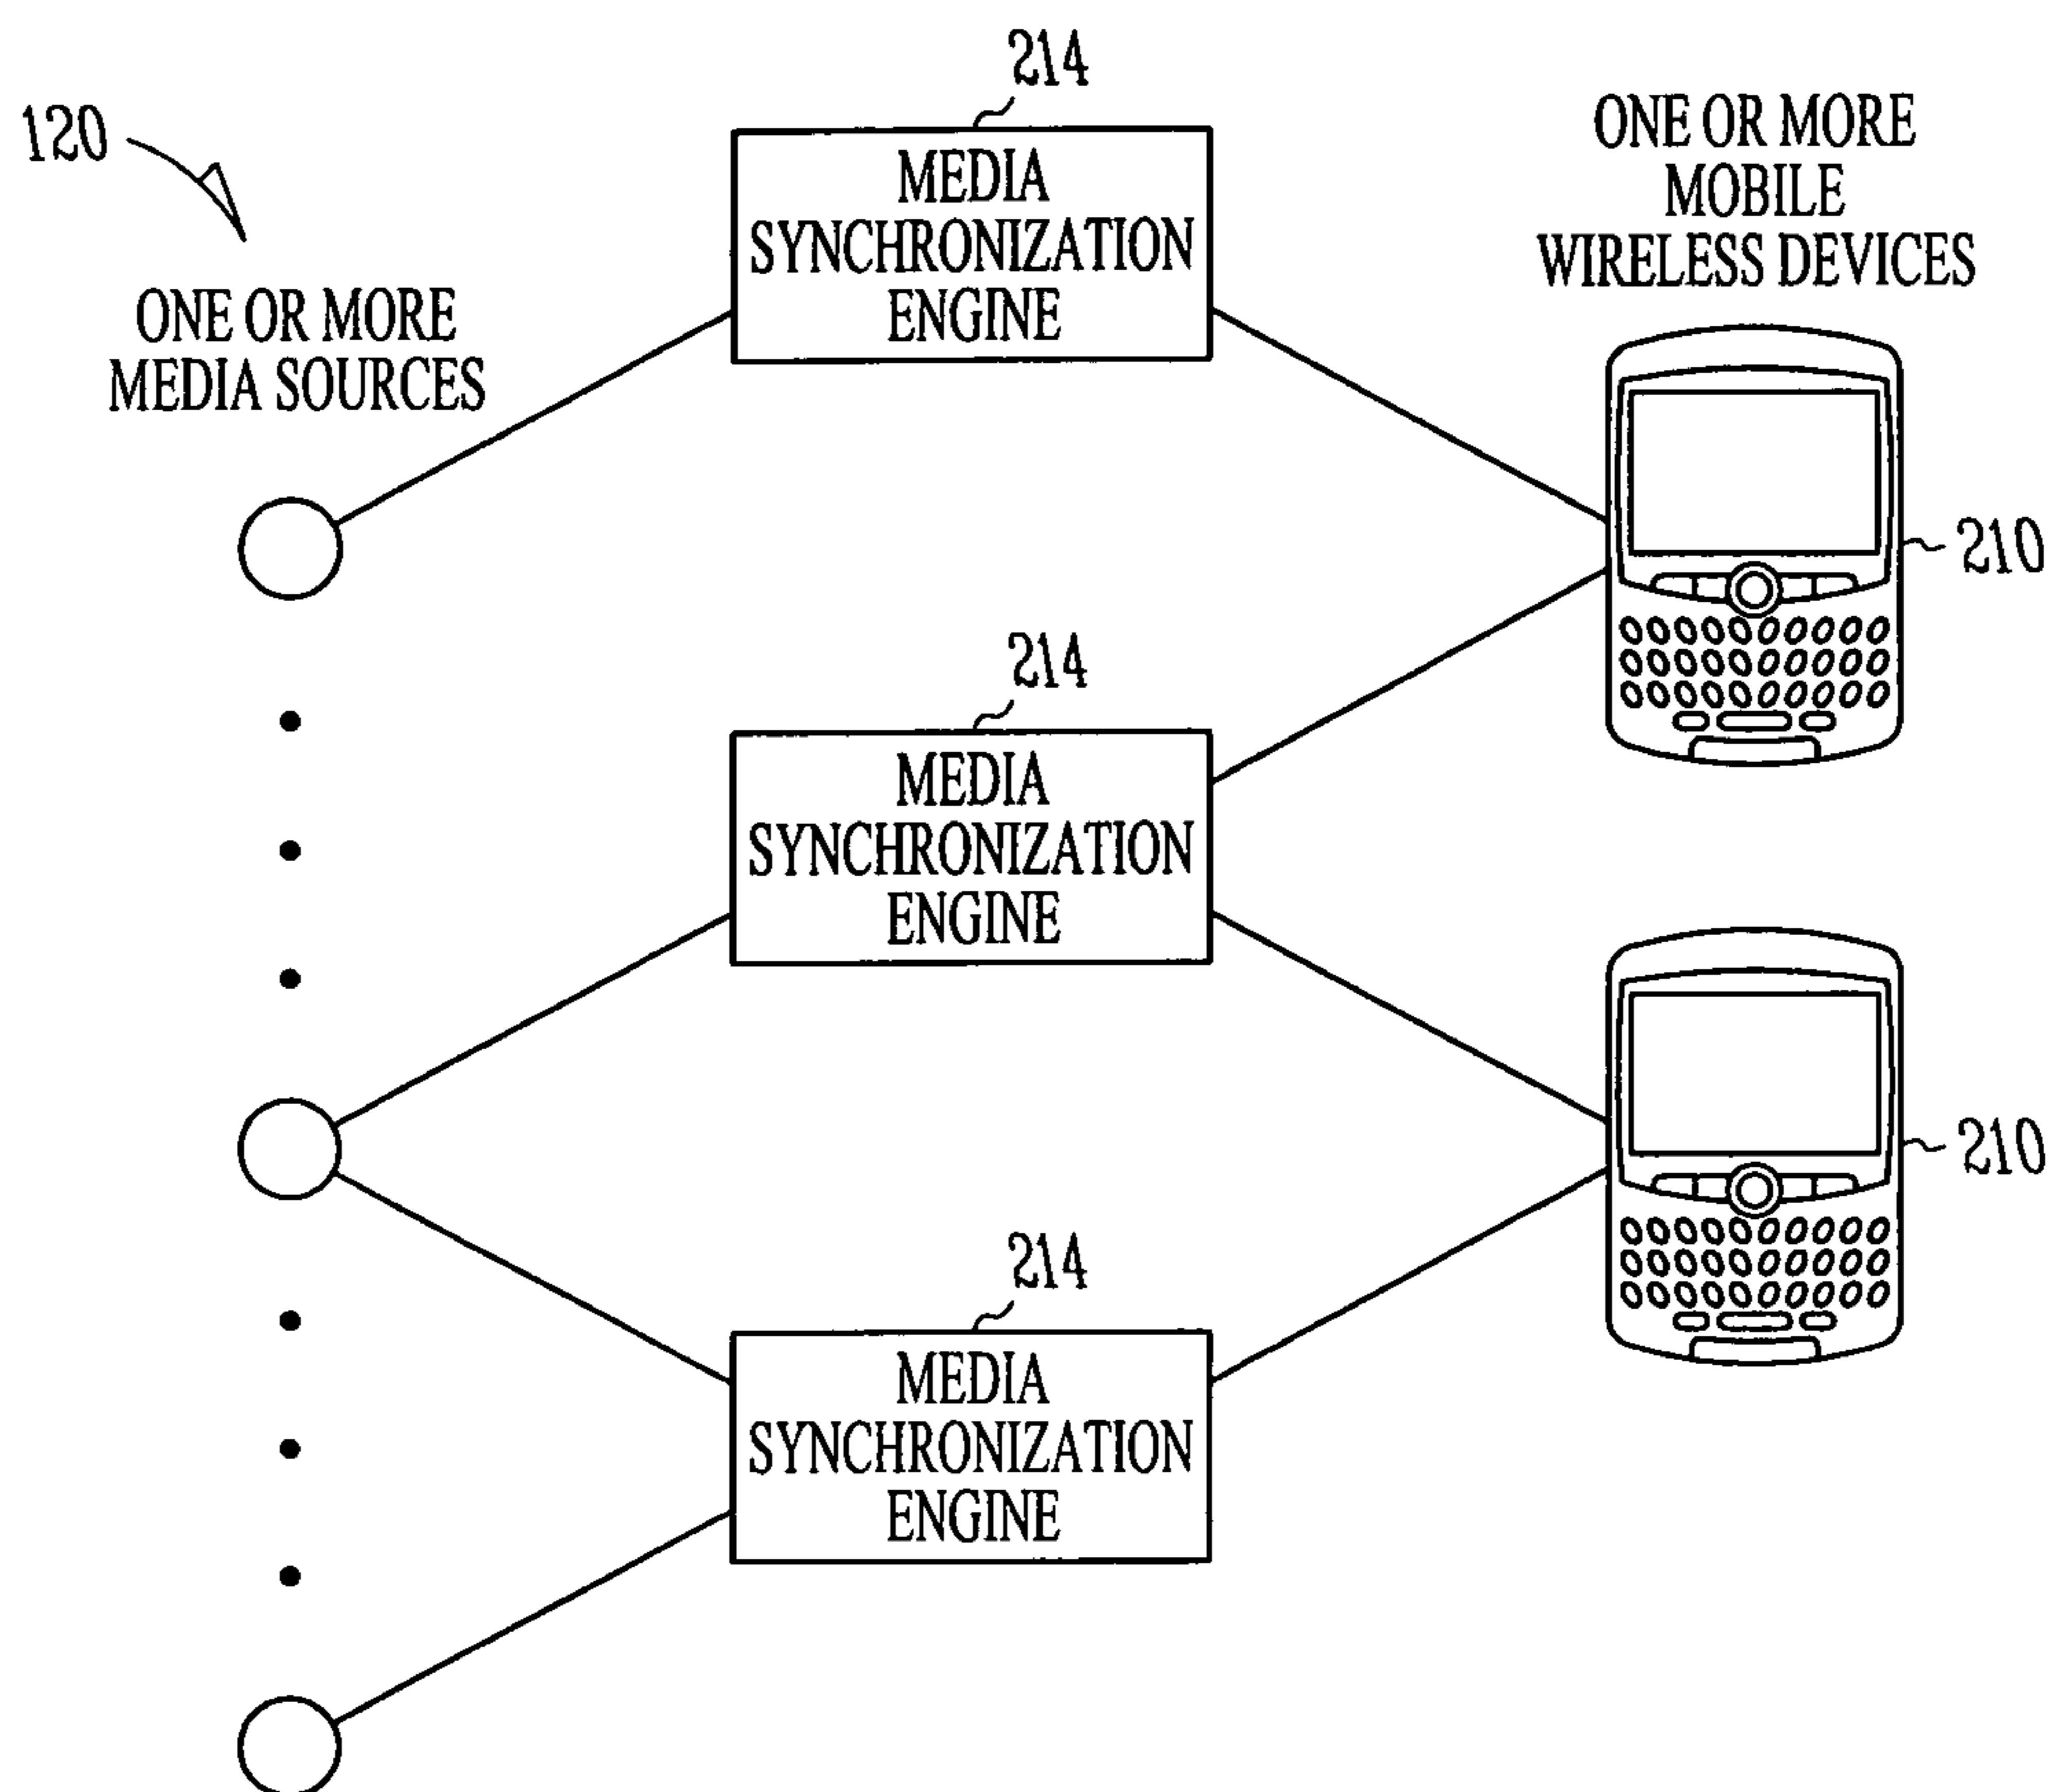 214
120
ONE OR MORE
MOBILE
WIRELESS DEVICES
MEDIA
SYNCHRONIZATION
ENGINE
ONE OR MORE
MEDIA SOURCES
210
214
MEDIA
SYNCHRONIZATION
ENGINE
210
214
MEDIA
SYNCHRONIZATION
ENGINE